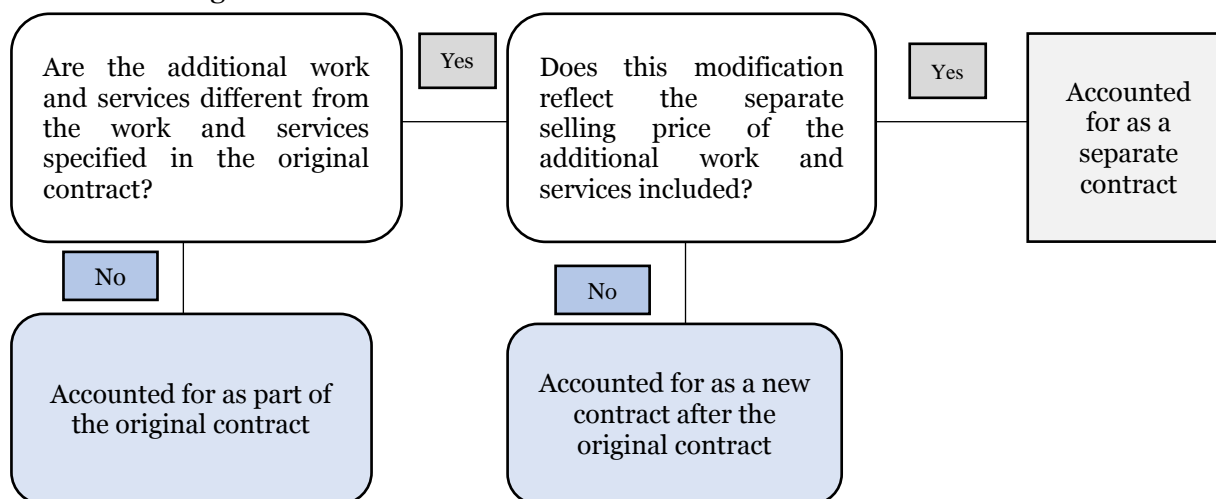 Are the additional work
and services different from
the work and services
specified in the original
contract?
Yes
Does this modification
reflect the separate
selling price of the
additional work and
services included?
Yes
Accounted
for as a
separate
contract
No
No
Accounted for as part of
the original contract
Accounted for as a new
contract after the
original contract